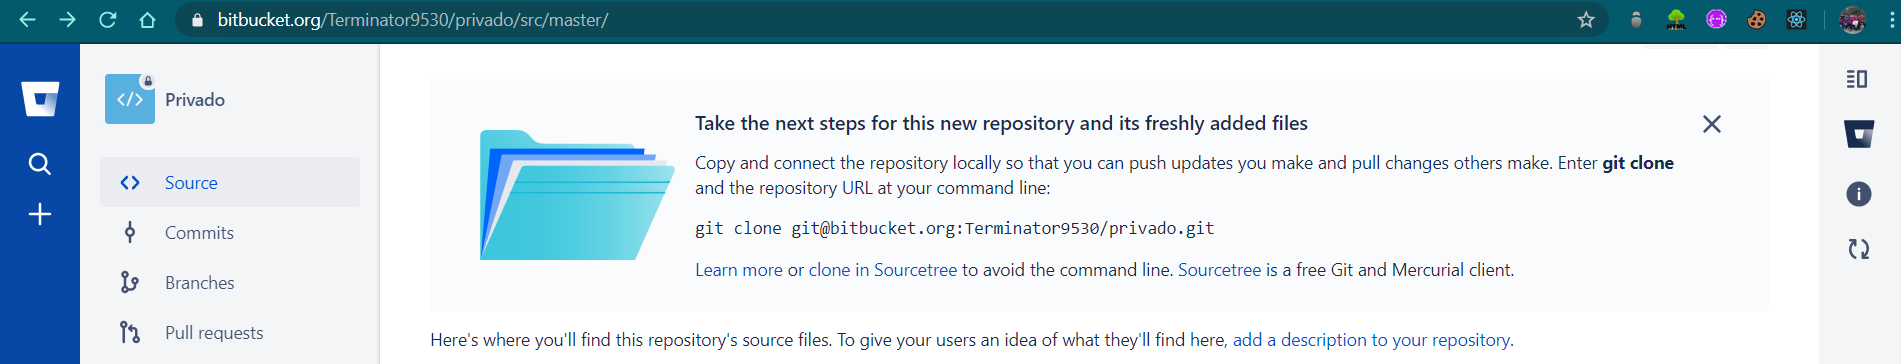 bitbucket.org/Terminator9530/privado/src/master/
Privado
Source
Commits
Branches
Pull requests
Take the next steps for this new repository and its freshly added files
Copy and connect the repository locally so that you can push updates you make and pull changes others make. Enter git clone
and the repository URL at your command line:
git clone git@bitbucket.org:Terminator9530/privado.git
Learn more or clone in Sourcetree to avoid the command line. Sourcetree is a free Git and Mercurial client.
Here's where you'll find this repository's source files. To give your users an idea of what they'll find here, add a description to your repository.